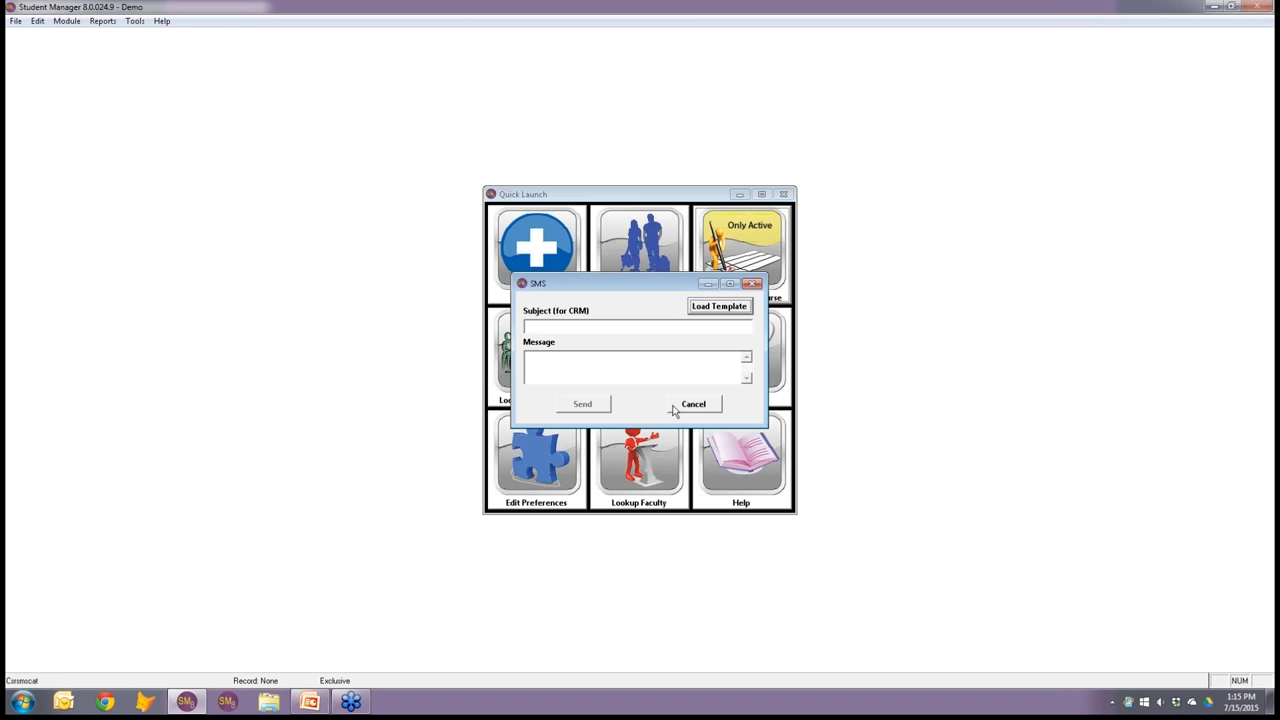 Student Manager 8.0.024.9 - Demo
File Edit Module Reports Tools Help
Quick Launch
Only Active
SMS
Load Template
Subject (for CRM)
Message
Send
Cancel
Edit Preferences
Lookup Faculty
Help
Csrsmscat
Record: None
Exclusive
NUM
1:15 PM
7/15/2015